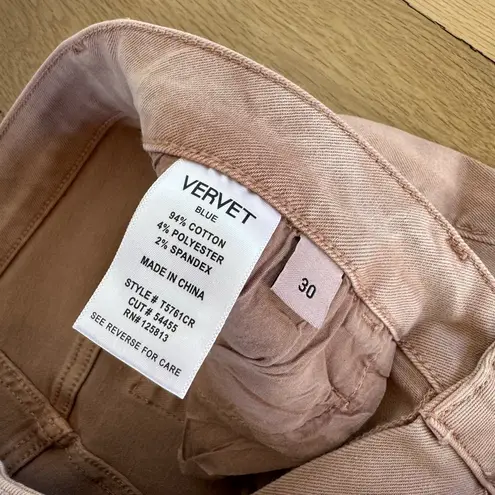 VERVET
BLUE
94% COTTON
4% POLYESTER
2% SPANDEX
MADE IN CHINA
STYLE # T5761CR
CUT # 54455
RN# 125813
SEE REVERSE FOR CARE
30